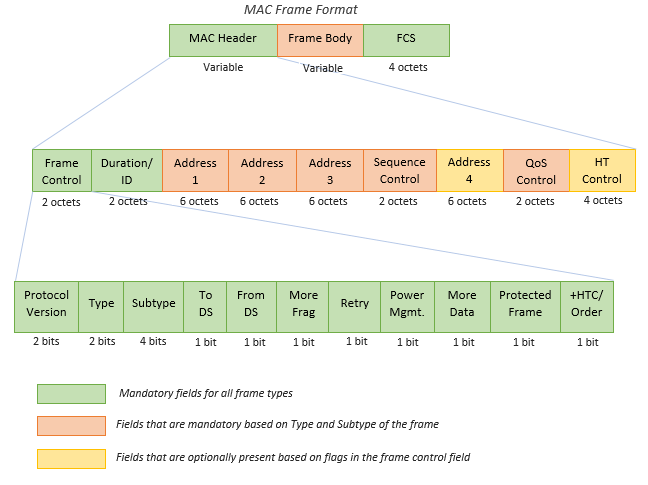 MAC Frame Format
MAC Header Frame Body FCS
Variable Variable 4 octets
Frame Control Duration/ ID Address 1 Address 2 Address 3 Sequence Control Address 4 QoS Control HT Control
2 octets 2 octets 6 octets 6 octets 6 octets 2 octets 6 octets 2 octets 4 octets
Protocol Version Type Subtype To DS From DS More Frag Retry Power Mgmt. More Data Protected Frame +HTC/ Order
2 bits 2 bits 4 bits 1 bit 1 bit 1 bit 1 bit 1 bit 1 bit 1 bit 1 bit
Mandatory fields for all frame types
Fields that are mandatory based on Type and Subtype of the frame
Fields that are optionally present based on flags in the frame control field